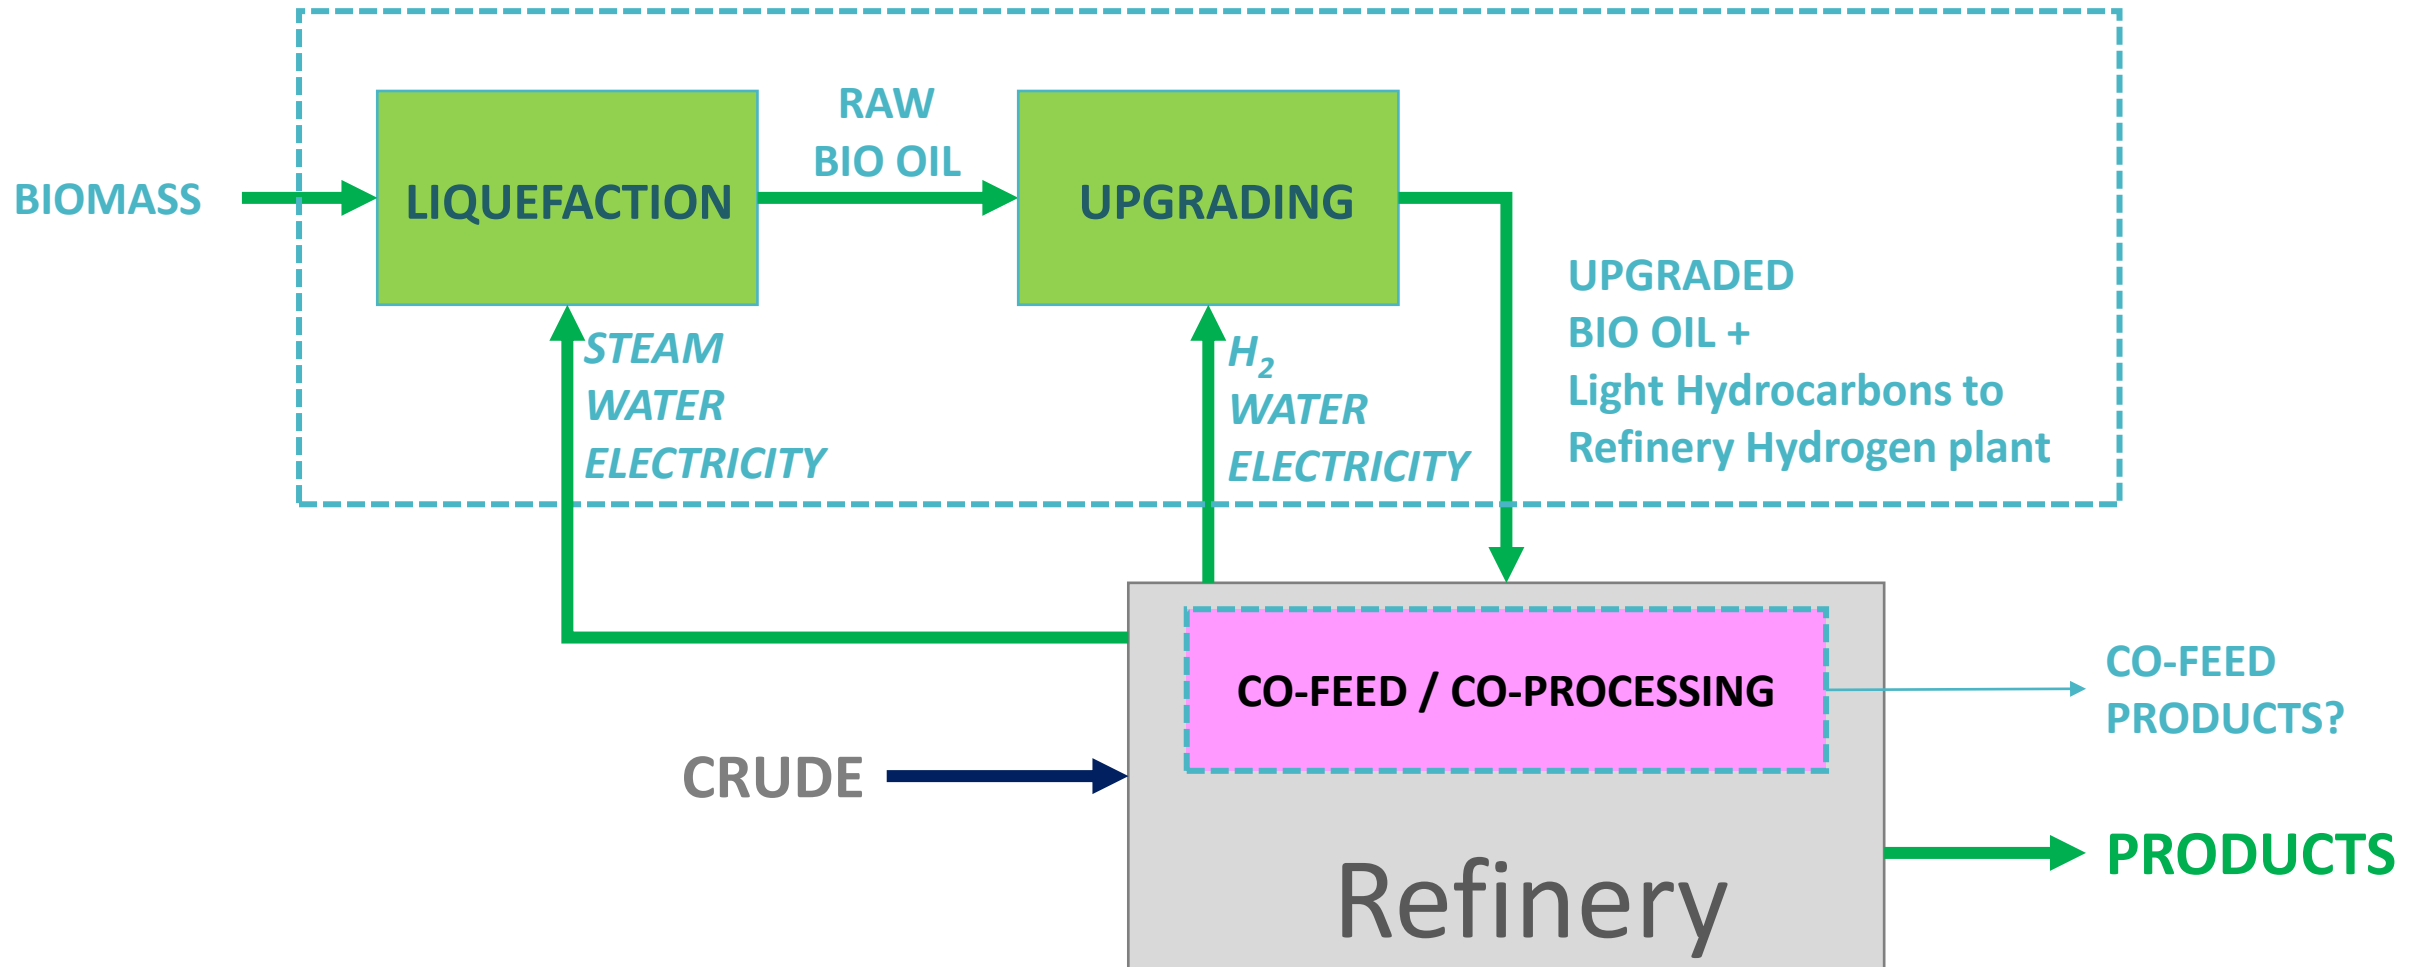 BIOMASS
LIQUEFACTION
RAW
BIO OIL
UPGRADING
UPGRADED
BIO OIL +
Light Hydrocarbons to
Refinery Hydrogen plant
STEAM
WATER
ELECTRICITY
H₂
WATER
ELECTRICITY
CO-FEED / CO-PROCESSING
CO-FEED
PRODUCTS?
CRUDE
PRODUCTS
Refinery